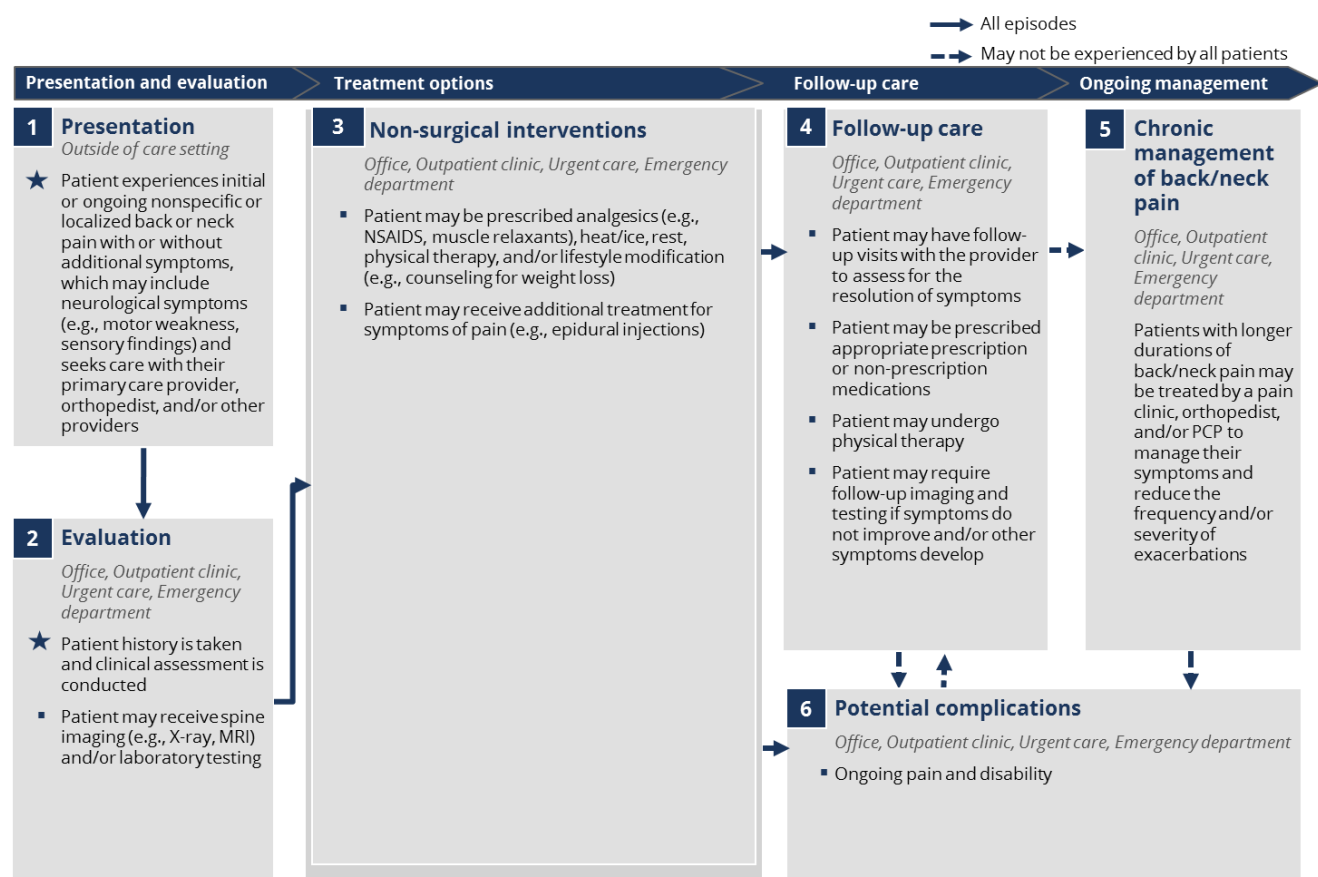 All episodes
May not be experienced by all patients
Presentation and evaluation
Treatment options
Follow-up care
Ongoing management
1
Presentation
Outside of care setting
Patient experiences initial
or ongoing nonspecific or
localized back or neck
pain with or without
additional symptoms,
which may include
neurological symptoms
(e.g., motor weakness,
sensory findings) and
seeks care with their
primary care provider,
orthopedist, and/or other
providers
2
Evaluation
Office, Outpatient clinic,
Urgent care, Emergency
department
Patient history is taken
and clinical assessment is
conducted
Patient may receive spine
imaging (e.g., X-ray, MRI)
and/or laboratory testing
3
Non-surgical interventions
Office, Outpatient clinic, Urgent care, Emergency
department
Patient may be prescribed analgesics (e.g.,
NSAIDS, muscle relaxants), heat/ice, rest,
physical therapy, and/or lifestyle modification
(e.g., counseling for weight loss)
Patient may receive additional treatment for
symptoms of pain (e.g., epidural injections)
4
Follow-up care
Office, Outpatient clinic,
Urgent care, Emergency
department
Patient may have follow-
up visits with the provider
to assess for the
resolution of symptoms
Patient may be prescribed
appropriate prescription
or non-prescription
medications
Patient may undergo
physical therapy
Patient may require
follow-up imaging and
testing if symptoms do
not improve and/or other
symptoms develop
5
Chronic
management
of back/neck
pain
Office, Outpatient
clinic, Urgent care,
Emergency
department
Patients with longer
durations of
back/neck pain may
be treated by a pain
clinic, orthopedist,
and/or PCP to
manage their
symptoms and
reduce the
frequency and/or
severity of
exacerbations
6
Potential complications
Office, Outpatient clinic, Urgent care, Emergency department
Ongoing pain and disability